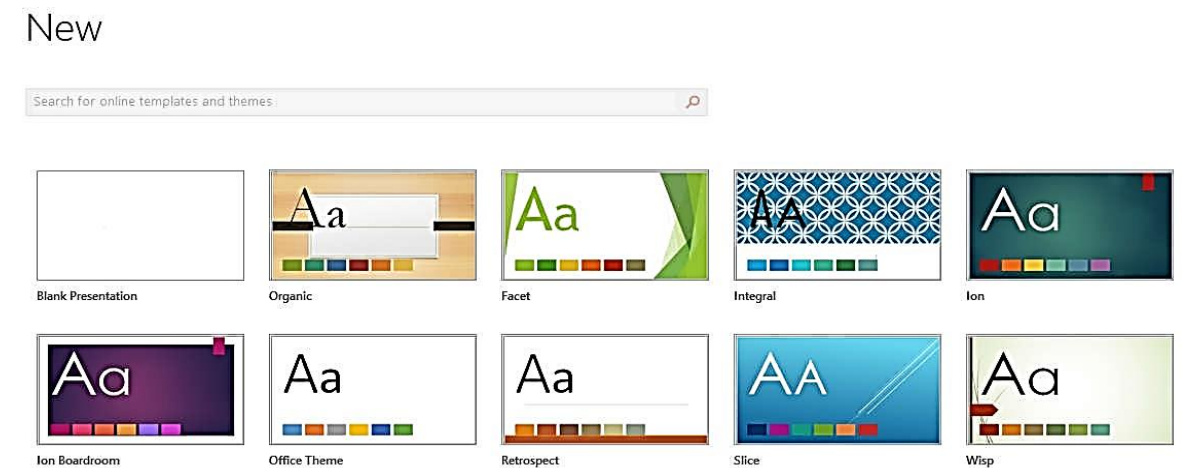 New
Search for online templates and themes
Aa Aa AA Aa
Blank Presentation Organic Facet Integral Ion
Aa Aa Aa AA Aa
Ion Boardroom Office Theme Retrospect Slice Wisp